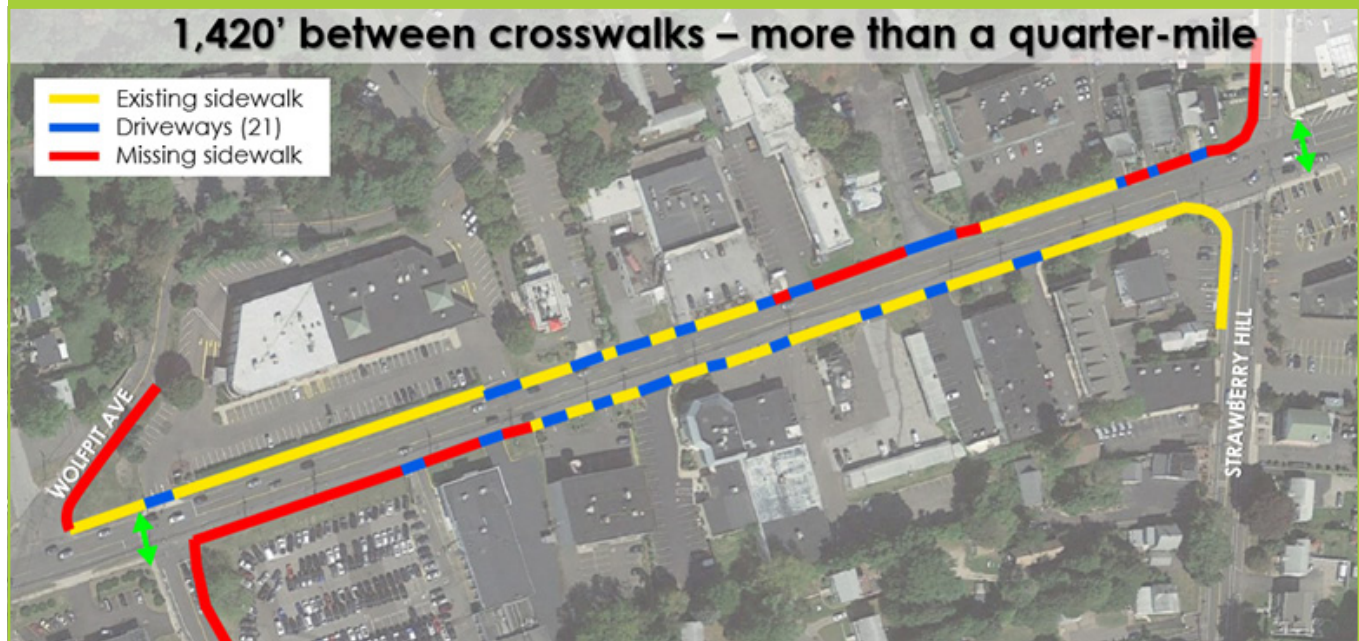 1,420’ between crosswalks – more than a quarter-mile
Existing sidewalk
Driveways (21)
Missing sidewalk
WOLFPIT AVE
STRAWBERRY HILL